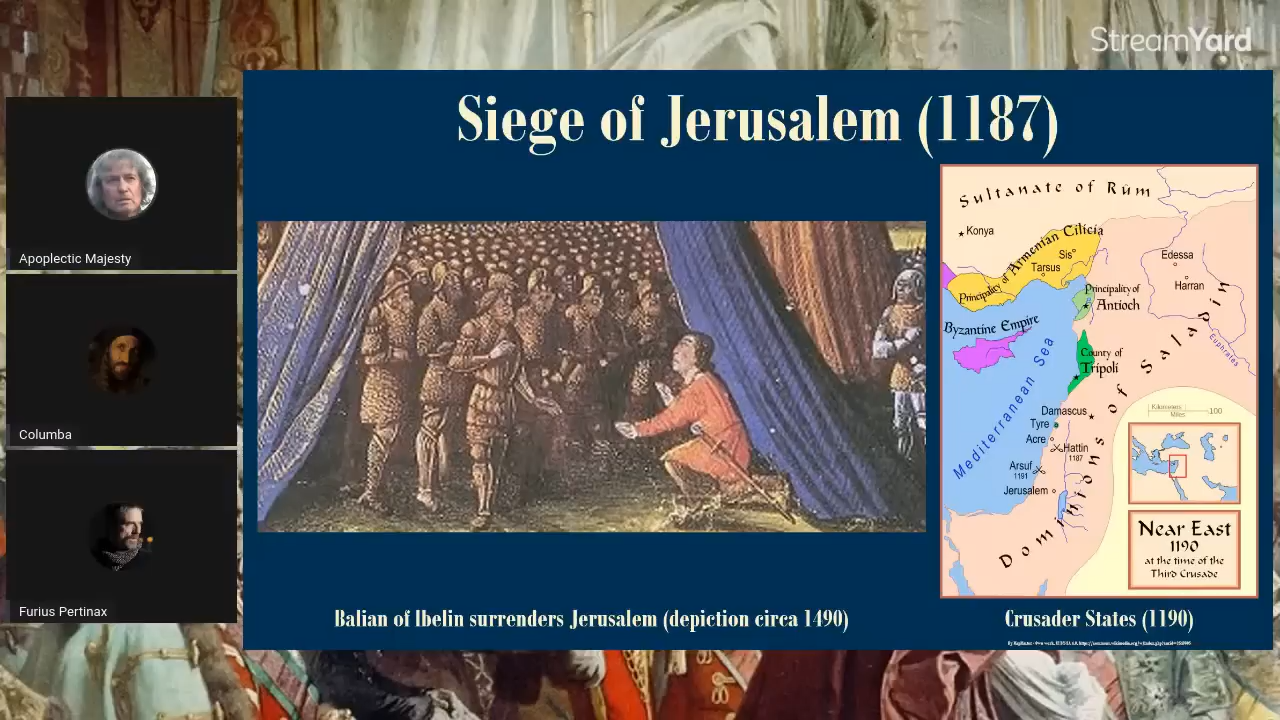 StreamYard
Siege of Jerusalem (1187)
Apoplectic Majesty
Columba
Furius Pertinax
Sultanate of Rûm
Konya
Principality of Armenian Cilicia
Sis
Tarsus
Edessa
Harran
Principality of
Antioch
Byzantine Empire
County of
Tripoli
Euphrates
Mediterranean Sea
Dominions of Saladin
Damascus
Tyre
Acre
Hattin
1187
Arsuf
1191
Jerusalem
Kilometers
Miles
100
Near East
1190
at the time of the
Third Crusade
Balian of Ibelin surrenders Jerusalem (depiction circa 1490)
Crusader States (1190)